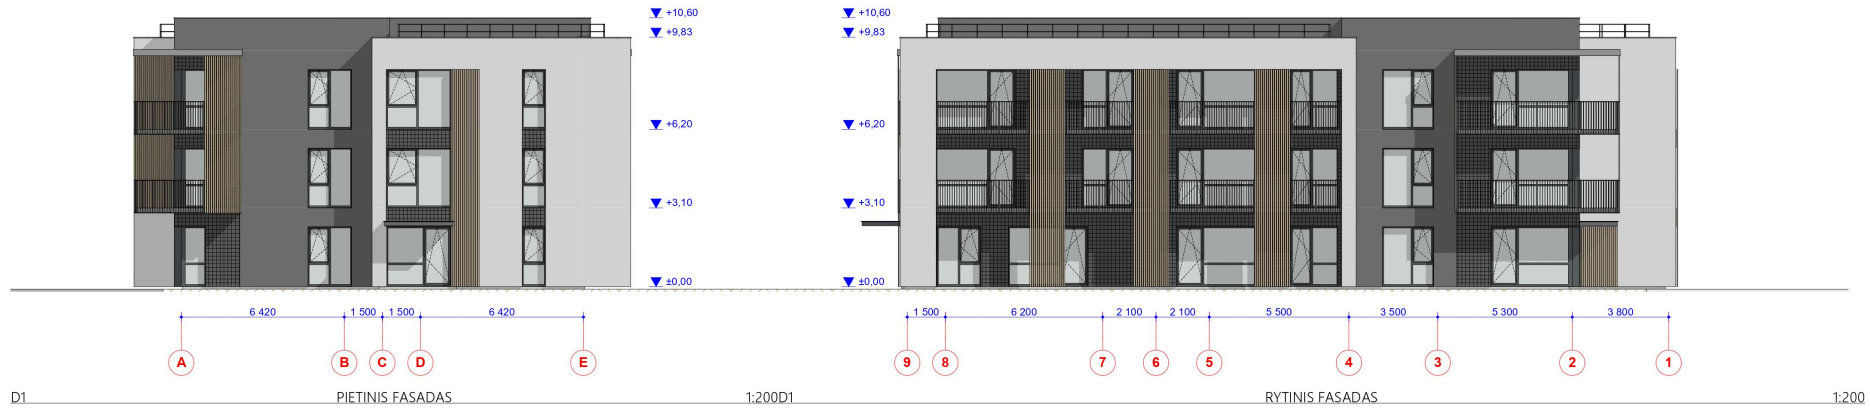 +10,60
+9,83
+6,20
+3,10
±0,00
6 420 1 500 1 500 6 420
A B C D E
D1 PIETINIS FASADAS 1:200
+10,60
+9,83
+6,20
+3,10
±0,00
1 500 6 200 2 100 2 100 5 500 3 500 5 300 3 800
9 8 7 6 5 4 3 2 1
D1 RYTINIS FASADAS 1:200